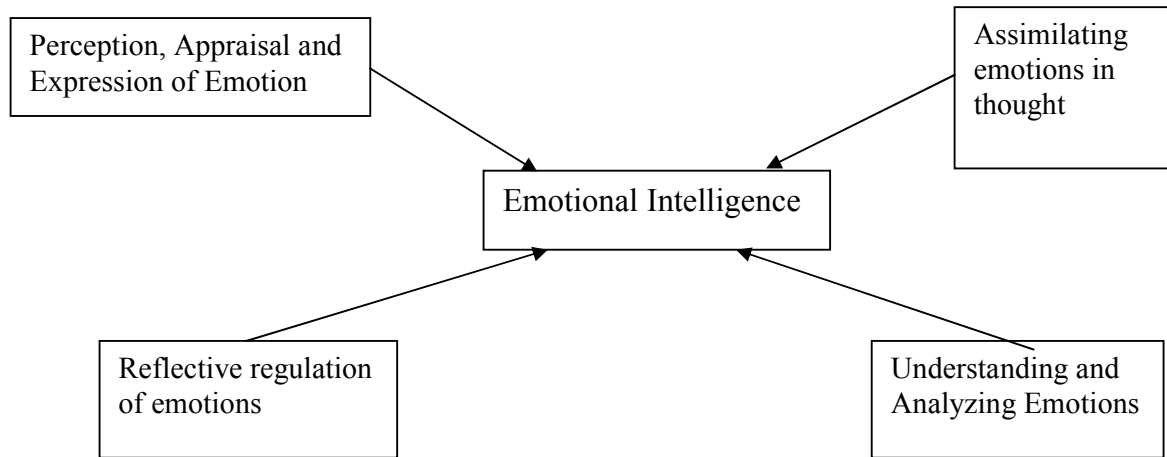 Perception, Appraisal and
Expression of Emotion
Assimilating
emotions in
thought
Emotional Intelligence
Reflective regulation
of emotions
Understanding and
Analyzing Emotions